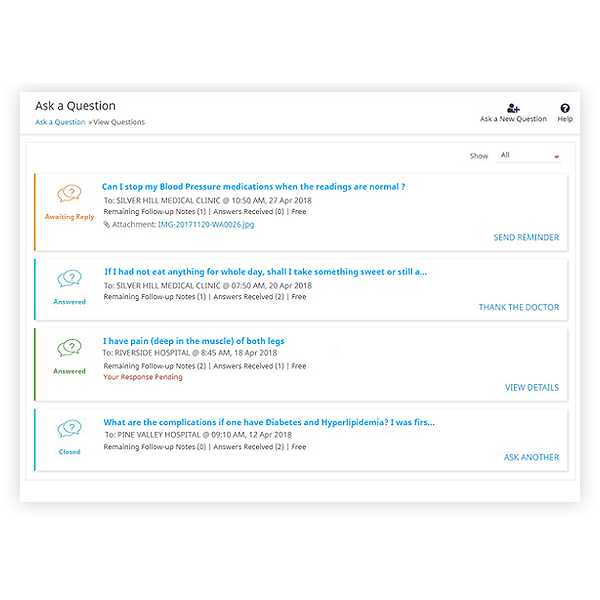 Ask a Question
Ask a Question » View Questions
Ask a New Question
Help
Show All
Can I stop my Blood Pressure medications when the readings are normal ?
To: SILVER HILL MEDICAL CLINIC @ 10:50 AM, 27 Apr 2018
Awaiting Reply
Remaining Follow-up Notes (1) | Answers Received (0) | Free
Attachment: IMG-20171120-WA0026.jpg
SEND REMINDER
If I had not eat anything for whole day, shall I take something sweet or still a...
To: SILVER HILL MEDICAL CLINIC @ 07:50 AM, 20 Apr 2018
Remaining Follow-up Notes (1) | Answers Received (2) | Free
Answered
THANK THE DOCTOR
I have pain (deep in the muscle) of both legs
To: RIVERSIDE HOSPITAL @ 8:45 AM, 18 Apr 2018
Remaining Follow-up Notes (2) | Answers Received (1) | Free
Answered
Your Response Pending
VIEW DETAILS
What are the complications if one have Diabetes and Hyperlipidemia? I was firs...
To: PINE VALLEY HOSPITAL @ 09:10 AM, 12 Apr 2018
Remaining Follow-up Notes (0) | Answers Received (2) | Free
Closed
ASK ANOTHER